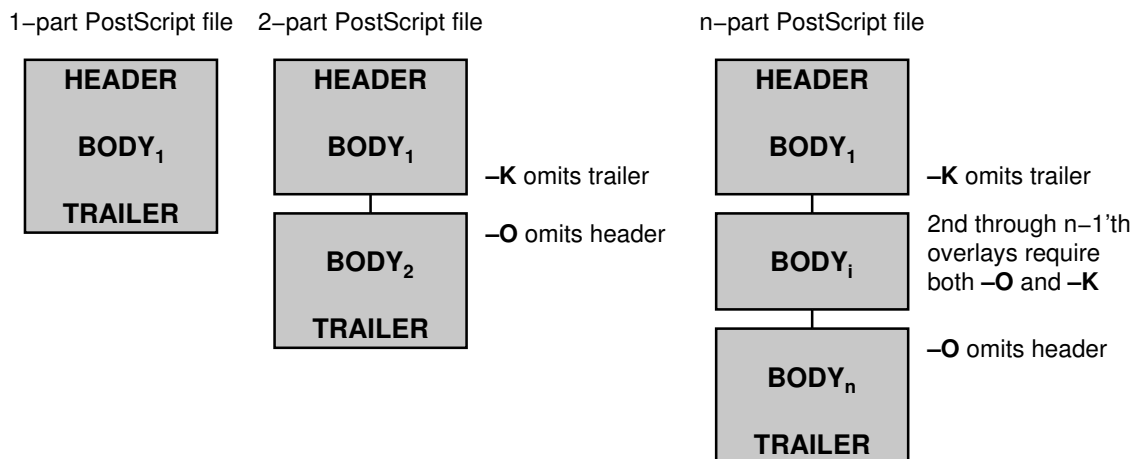 1−part PostScript file
HEADER
BODY₁
TRAILER
2−part PostScript file
HEADER
BODY₁
−K omits trailer
−O omits header
BODY₂
TRAILER
n−part PostScript file
HEADER
BODY₁
−K omits trailer
BODYᵢ
2nd through n−1'th
overlays require
both −O and −K
−O omits header
BODYₙ
TRAILER